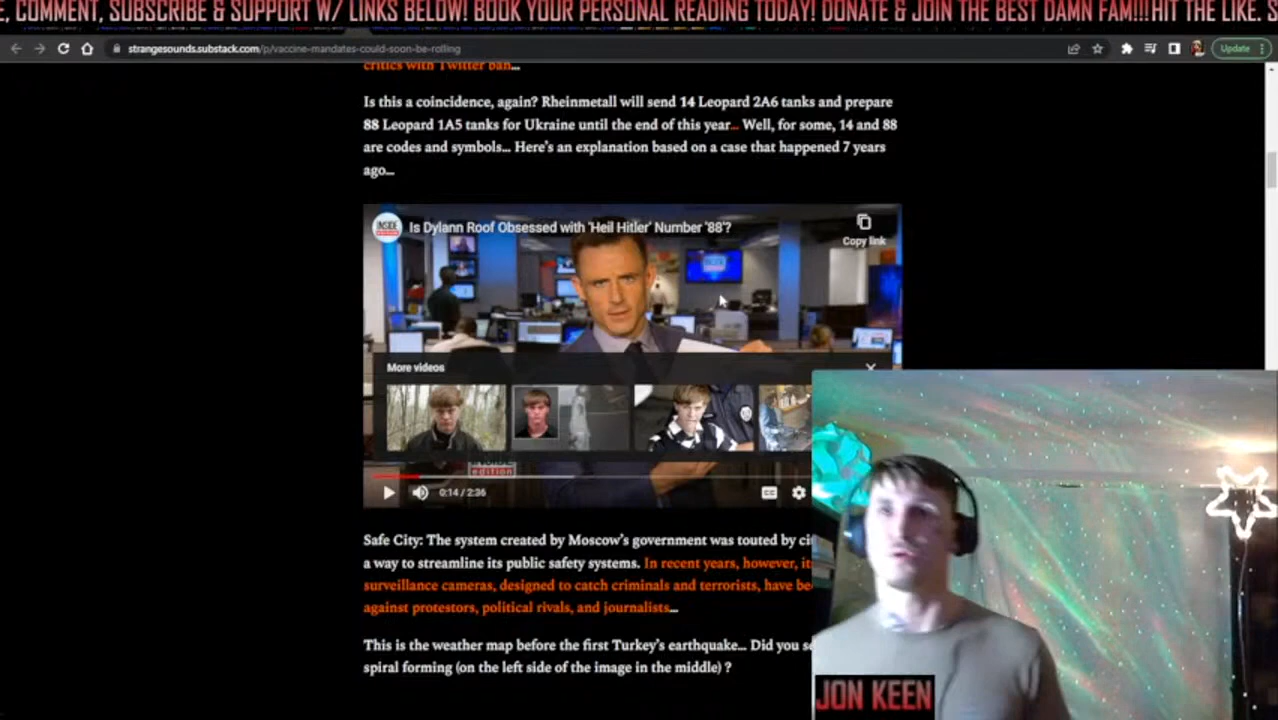 E, COMMENT, SUBSCRIBE & SUPPORT W/ LINKS BELOW! BOOK YOUR PERSONAL READING TODAY! DONATE & JOIN THE BEST DAMN FAM!!! HIT THE LIKE. S
strangesounds.substack.com/p/vaccine-mandates-could-soon-be-rolling
Update
critics with Twitter ban...
Is this a coincidence, again? Rheinmetall will send 14 Leopard 2A6 tanks and prepare
88 Leopard 1A5 tanks for Ukraine until the end of this year... Well, for some, 14 and 88
are codes and symbols... Here's an explanation based on a case that happened 7 years
ago...
INSIDE
Is Dylann Roof Obsessed with 'Heil Hitler' Number '88'?
Copy link
More videos
edition
0:14 / 2:36
CC
Safe City: The system created by Moscow's government was touted by ci
a way to streamline its public safety systems. In recent years, however, it
surveillance cameras, designed to catch criminals and terrorists, have be
against protestors, political rivals, and journalists...
This is the weather map before the first Turkey's earthquake... Did you s
spiral forming (on the left side of the image in the middle) ?
JON KEEN